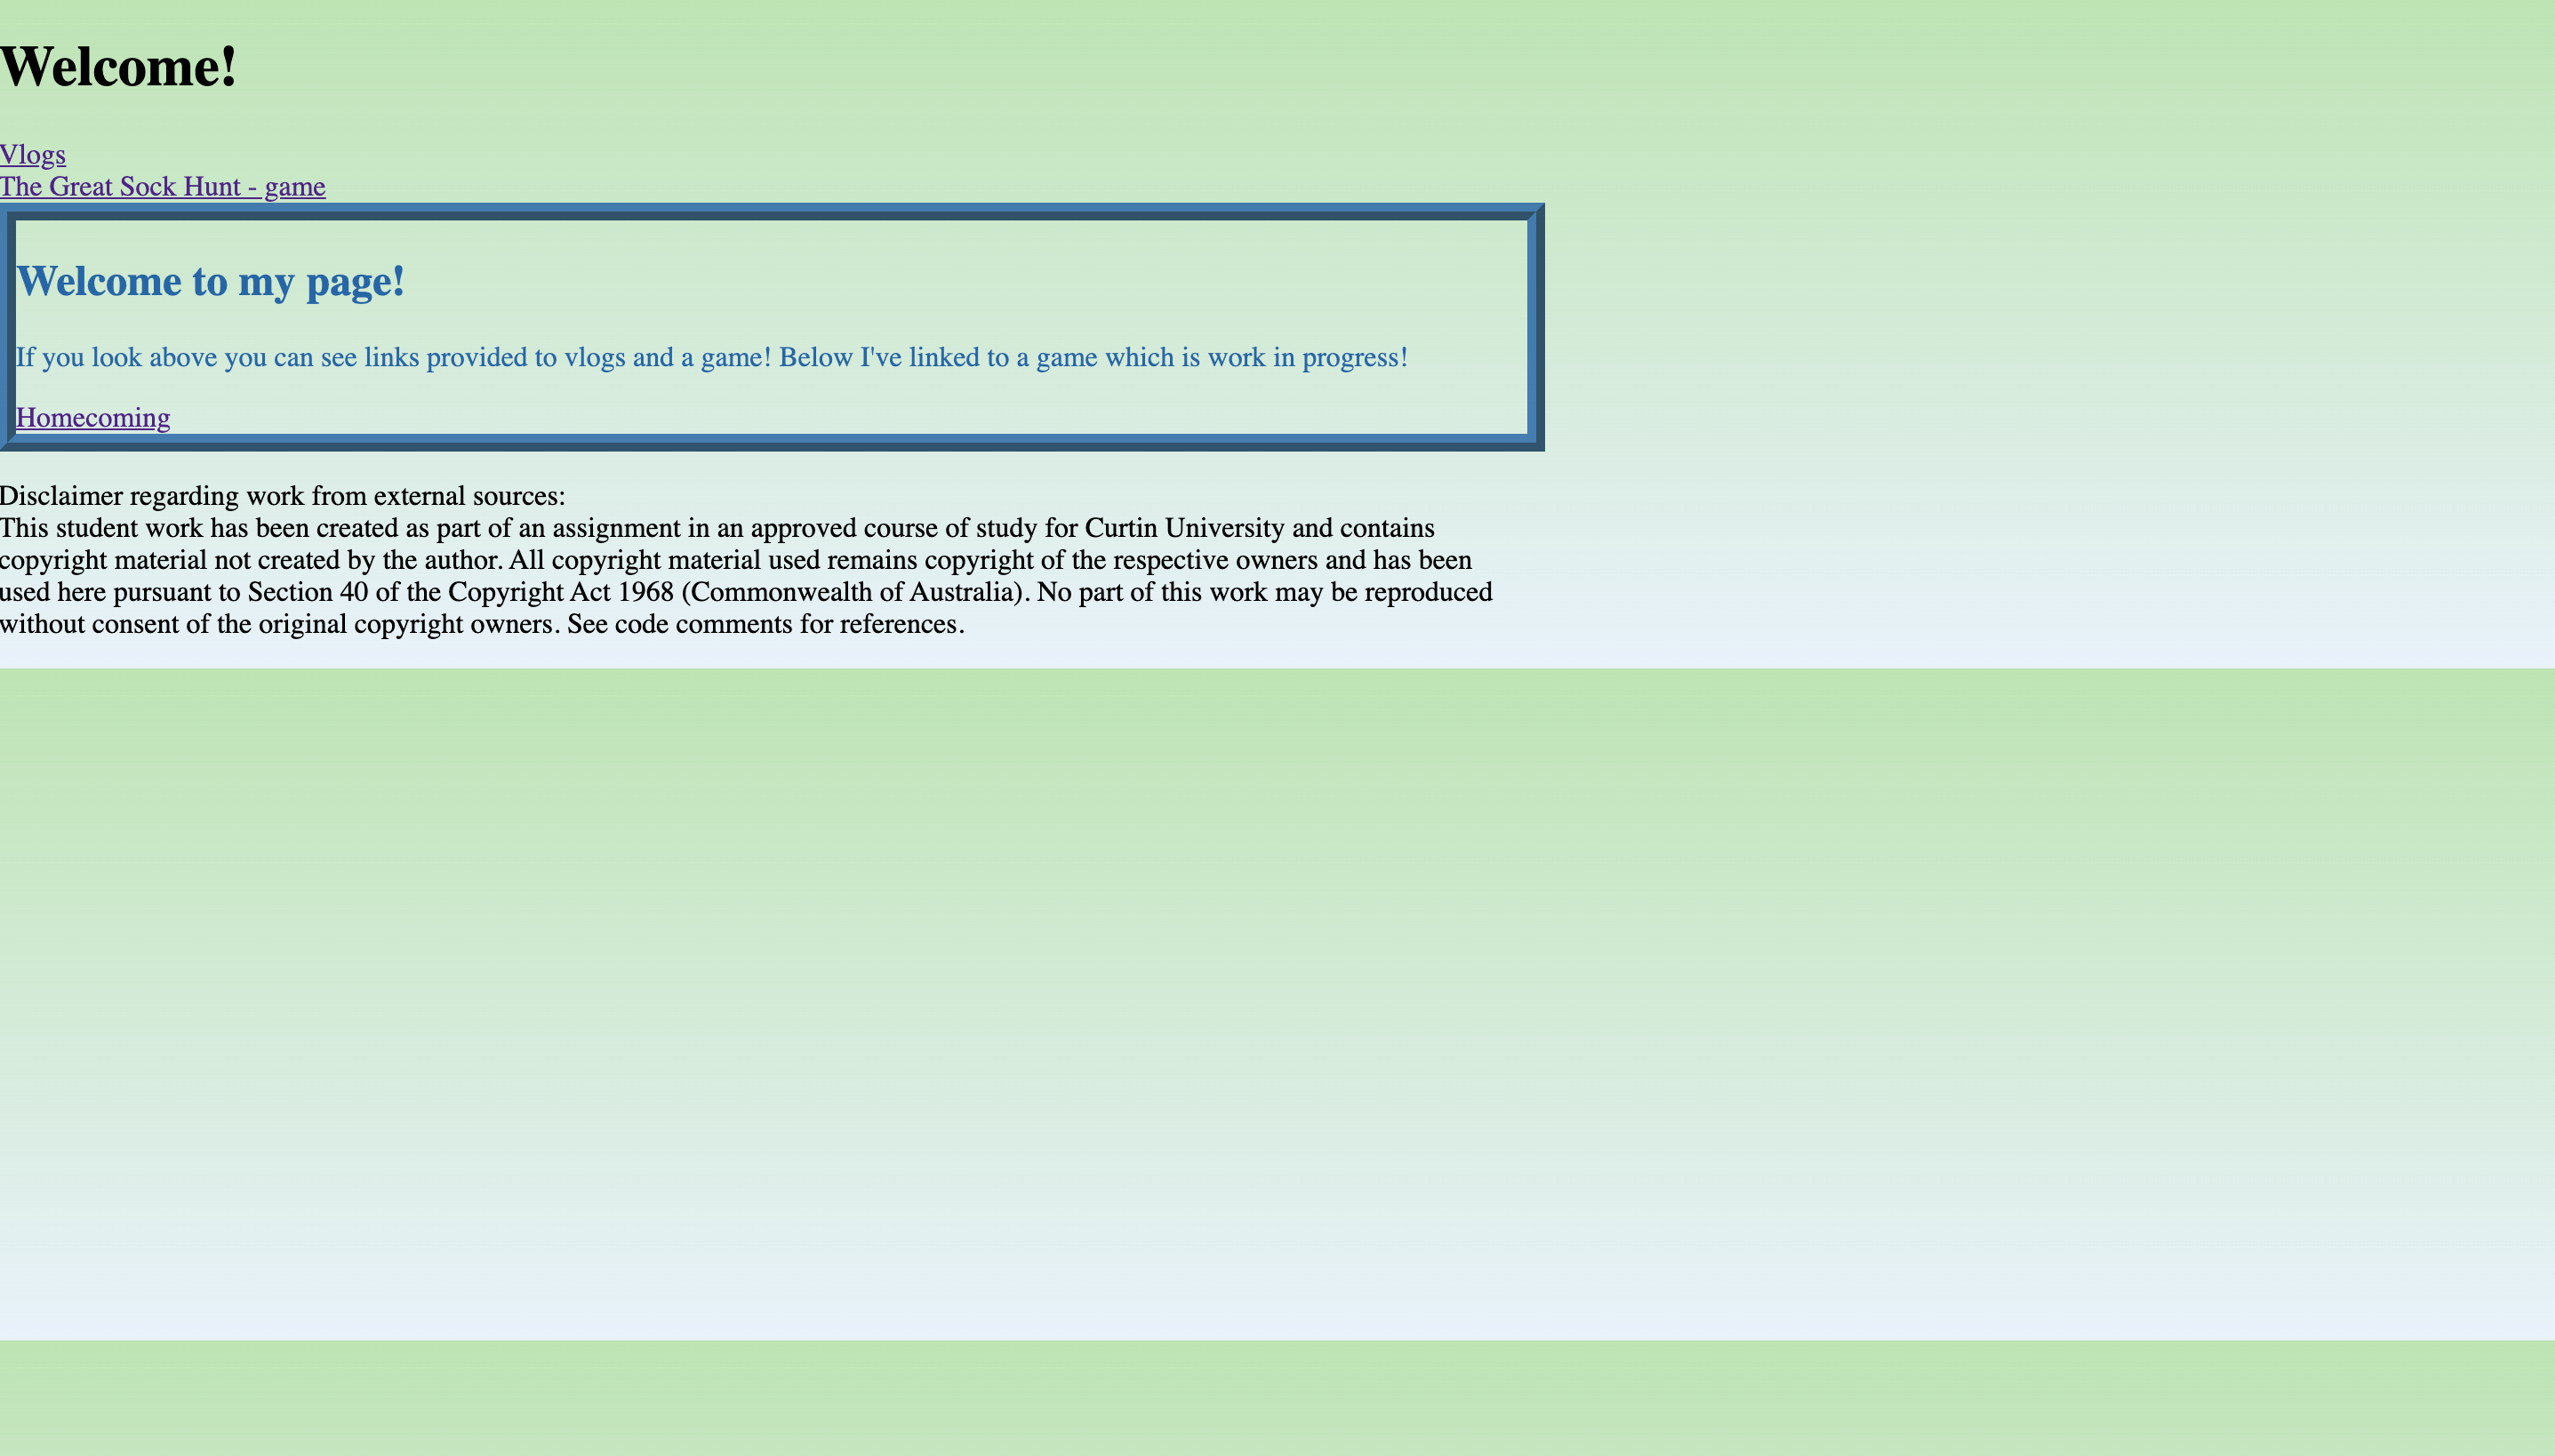 Welcome!
Vlogs
The Great Sock Hunt - game
Welcome to my page!
If you look above you can see links provided to vlogs and a game! Below I've linked to a game which is work in progress!
Homecoming
Disclaimer regarding work from external sources:
This student work has been created as part of an assignment in an approved course of study for Curtin University and contains
copyright material not created by the author. All copyright material used remains copyright of the respective owners and has been
used here pursuant to Section 40 of the Copyright Act 1968 (Commonwealth of Australia). No part of this work may be reproduced
without consent of the original copyright owners. See code comments for references.